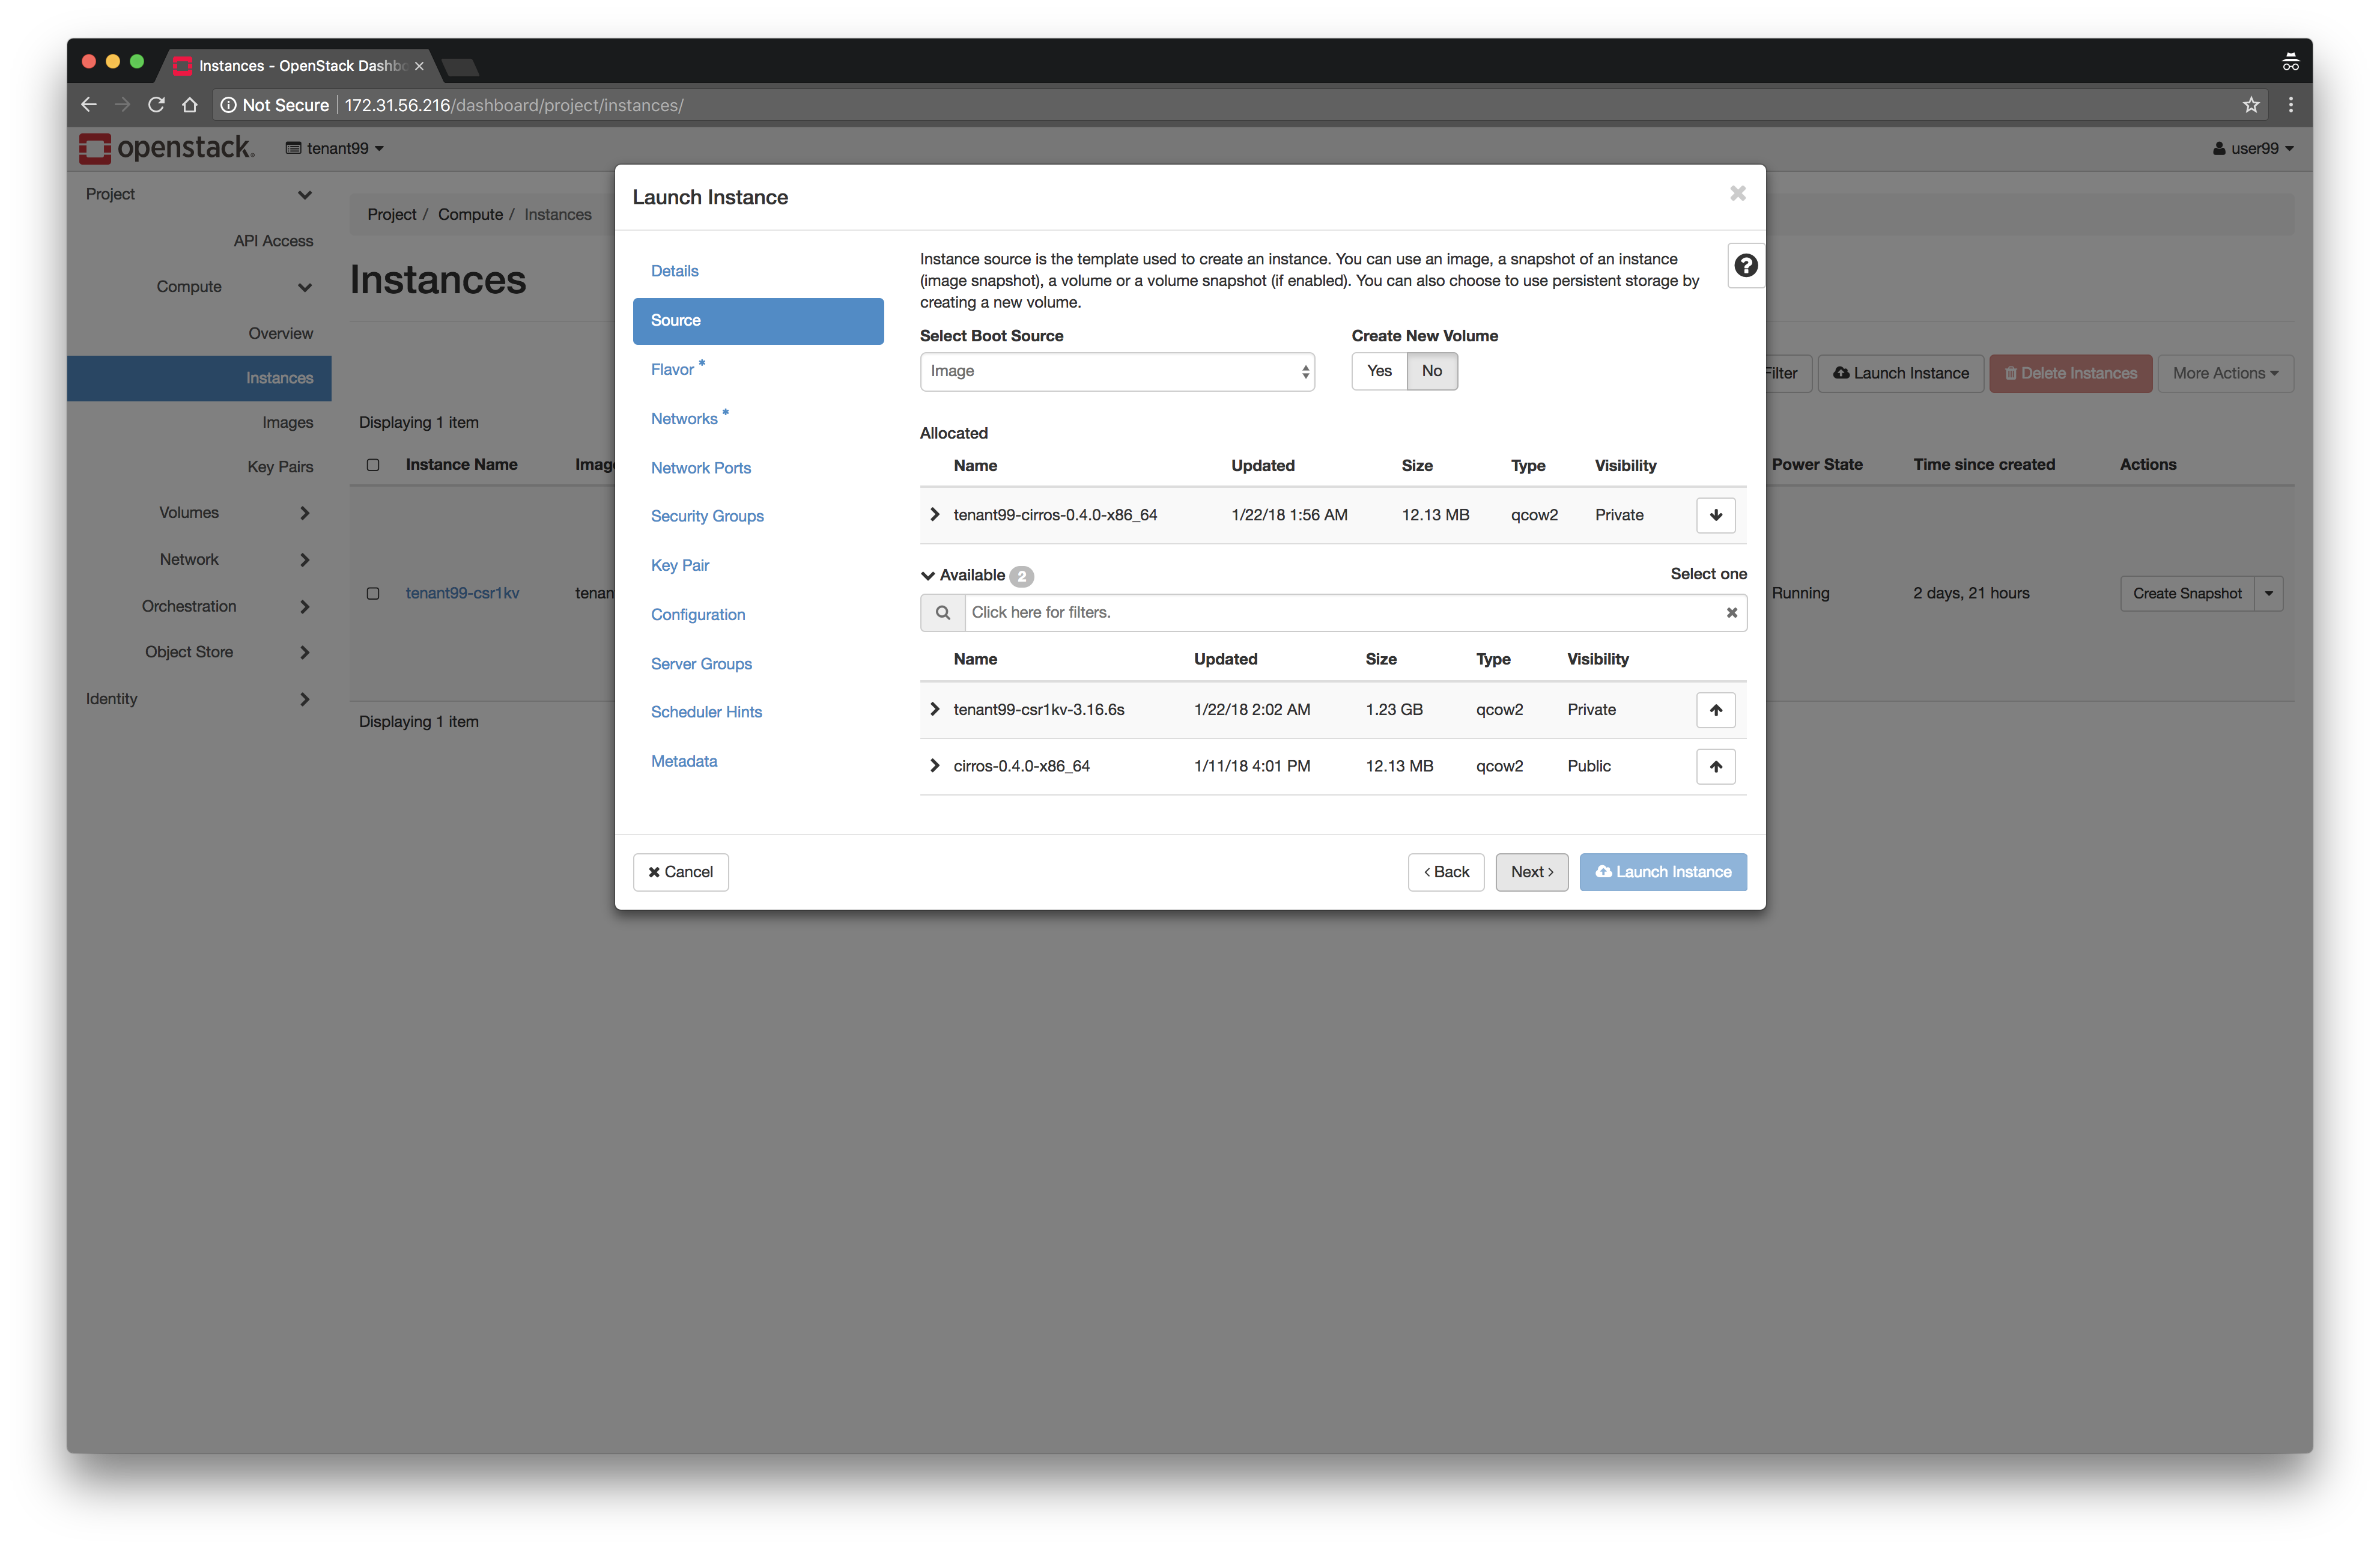 Instances - OpenStack Dashbo
Not Secure 172.31.56.216/dashboard/project/instances/
openstack. tenant99 user99
Project
API Access
Compute
Overview
Instances
Images
Key Pairs
Volumes
Network
Orchestration
Object Store
Identity
Project / Compute / Instances
Instances
Filter Launch Instance Delete Instances More Actions
Displaying 1 item
Instance Name Imag Power State Time since created Actions
tenant99-csr1kv tenan Running 2 days, 21 hours Create Snapshot
Displaying 1 item
Launch Instance
Details
Source
Flavor *
Networks *
Network Ports
Security Groups
Key Pair
Configuration
Server Groups
Scheduler Hints
Metadata
Instance source is the template used to create an instance. You can use an image, a snapshot of an instance
(image snapshot), a volume or a volume snapshot (if enabled). You can also choose to use persistent storage by
creating a new volume.
Select Boot Source Create New Volume
Image Yes No
Allocated
Name Updated Size Type Visibility
tenant99-cirros-0.4.0-x86_64 1/22/18 1:56 AM 12.13 MB qcow2 Private
Available 2 Select one
Click here for filters.
Name Updated Size Type Visibility
tenant99-csr1kv-3.16.6s 1/22/18 2:02 AM 1.23 GB qcow2 Private
cirros-0.4.0-x86_64 1/11/18 4:01 PM 12.13 MB qcow2 Public
Cancel ‹ Back Next › Launch Instance